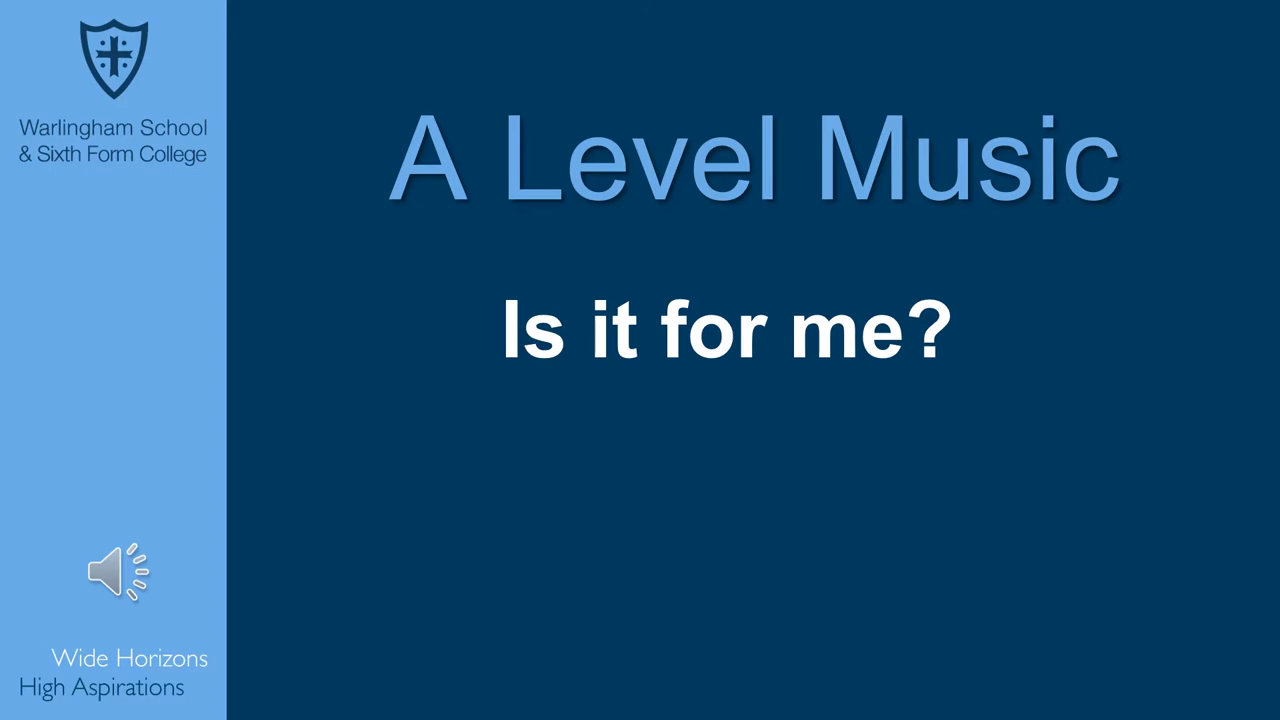 Warlingham School
& Sixth Form College
A Level Music
Is it for me?
Wide Horizons
High Aspirations